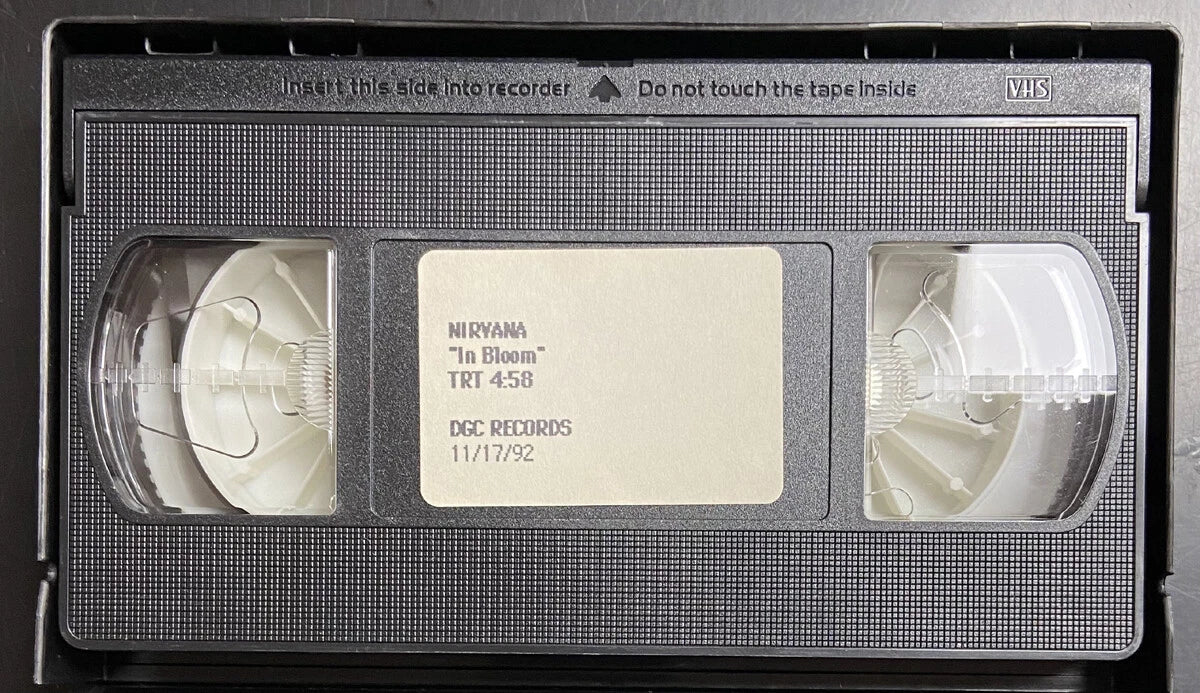 Insert this side into recorder Do not touch the tape inside VHS
NIRVANA
"In Bloom"
TRT 4:58
DGC RECORDS
11/17/92